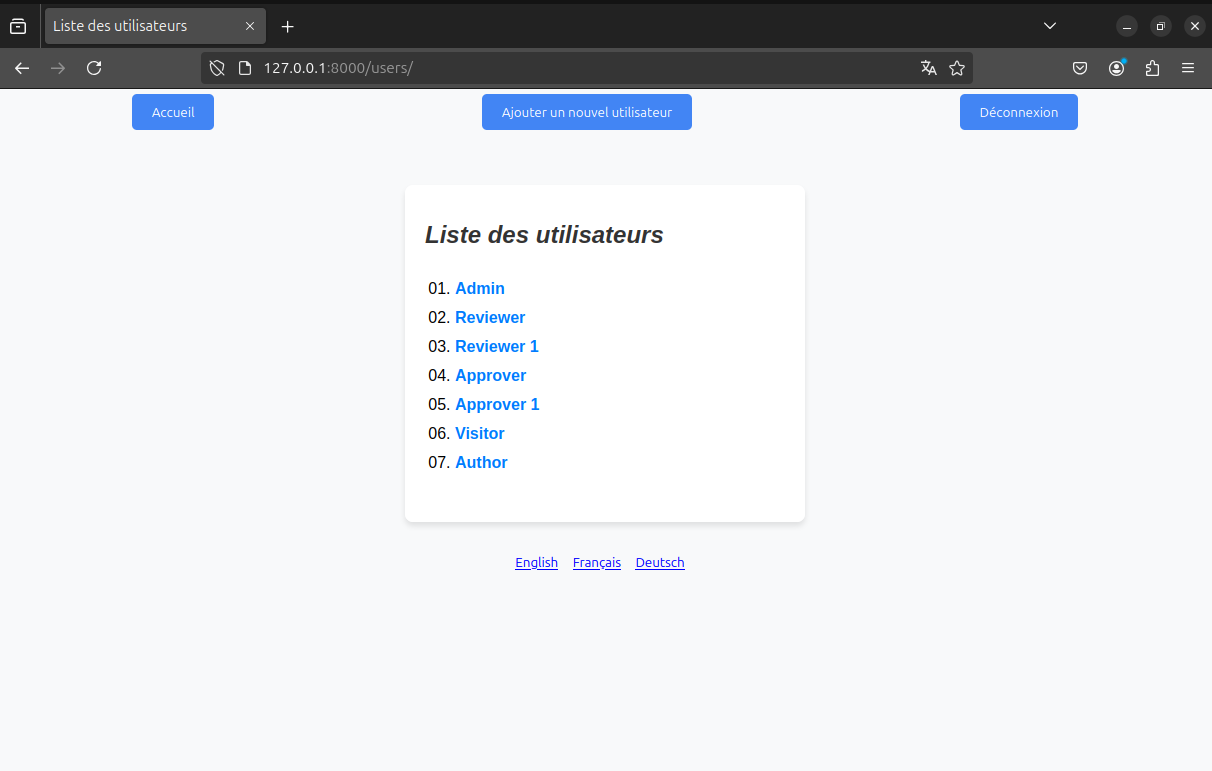 Liste des utilisateurs
127.0.0.1:8000/users/
Accueil
Ajouter un nouvel utilisateur
Déconnexion
Liste des utilisateurs
01. Admin
02. Reviewer
03. Reviewer 1
04. Approver
05. Approver 1
06. Visitor
07. Author
English Français Deutsch